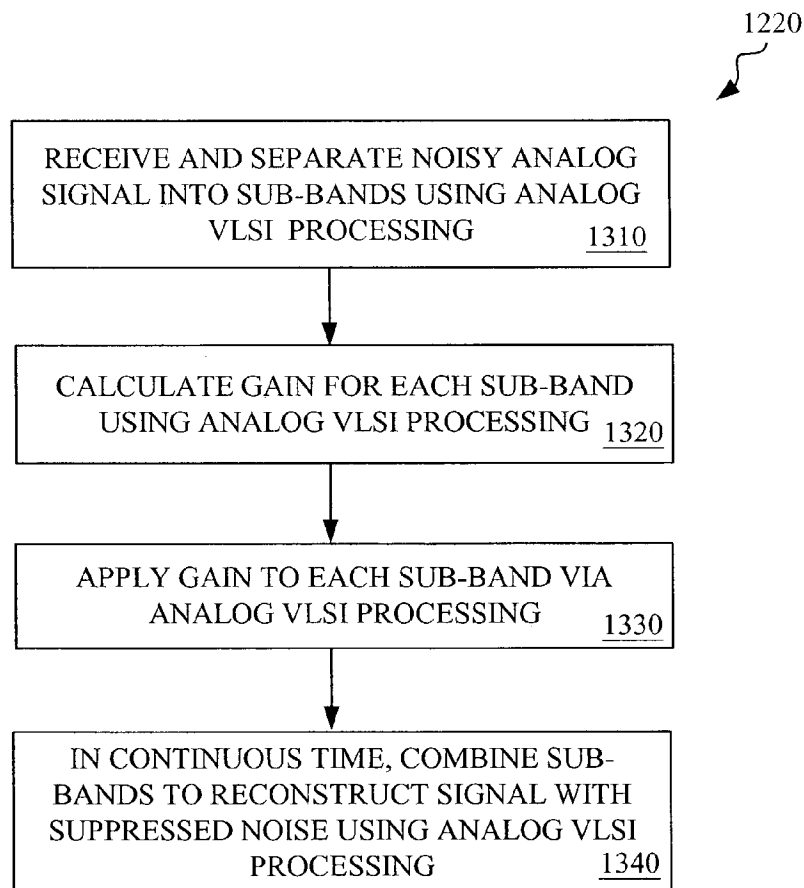 1220
RECEIVE AND SEPARATE NOISY ANALOG
SIGNAL INTO SUB-BANDS USING ANALOG
VLSI PROCESSING
1310
CALCULATE GAIN FOR EACH SUB-BAND
USING ANALOG VLSI PROCESSING
1320
APPLY GAIN TO EACH SUB-BAND VIA
ANALOG VLSI PROCESSING
1330
IN CONTINUOUS TIME, COMBINE SUB-
BANDS TO RECONSTRUCT SIGNAL WITH
SUPPRESSED NOISE USING ANALOG VLSI
PROCESSING
1340